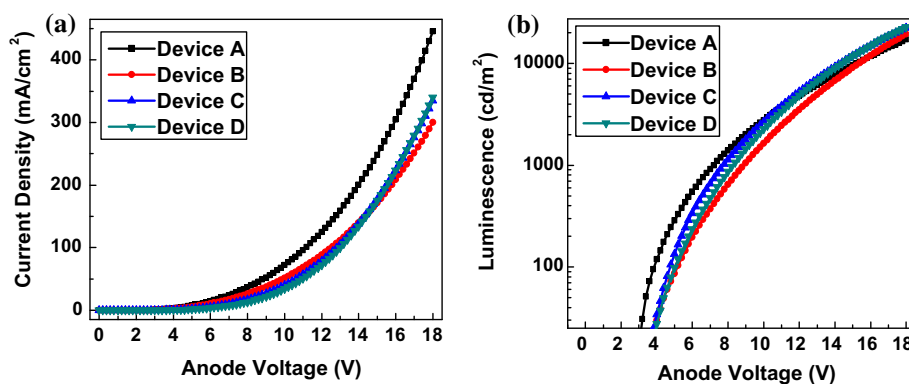 (a)
Device A
Device B
Device C
Device D
Current Density (mA/cm²)
400
300
200
100
0
0 2 4 6 8 10 12 14 16 18
Anode Voltage (V)
(b)
Device A
Device B
Device C
Device D
Luminescence (cd/m²)
10000
1000
100
0 2 4 6 8 10 12 14 16 18
Anode Voltage (V)